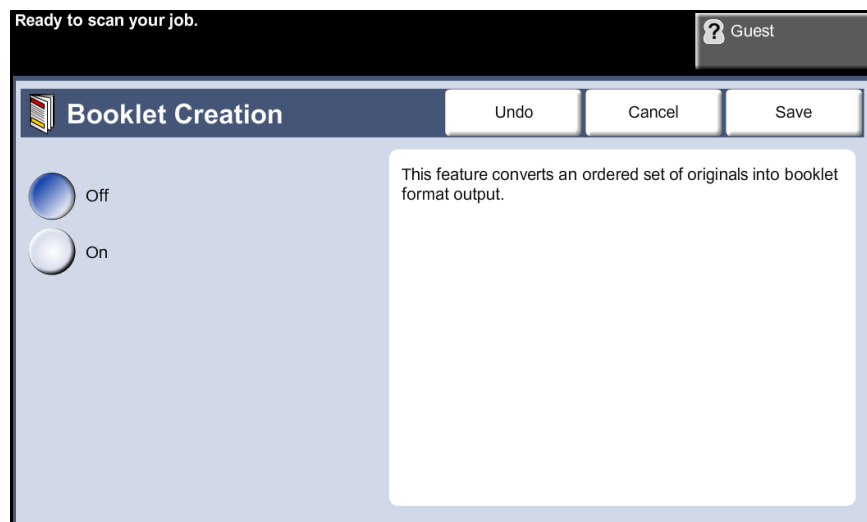 Ready to scan your job.
? Guest
Booklet Creation
Undo
Cancel
Save
Off
On
This feature converts an ordered set of originals into booklet
format output.